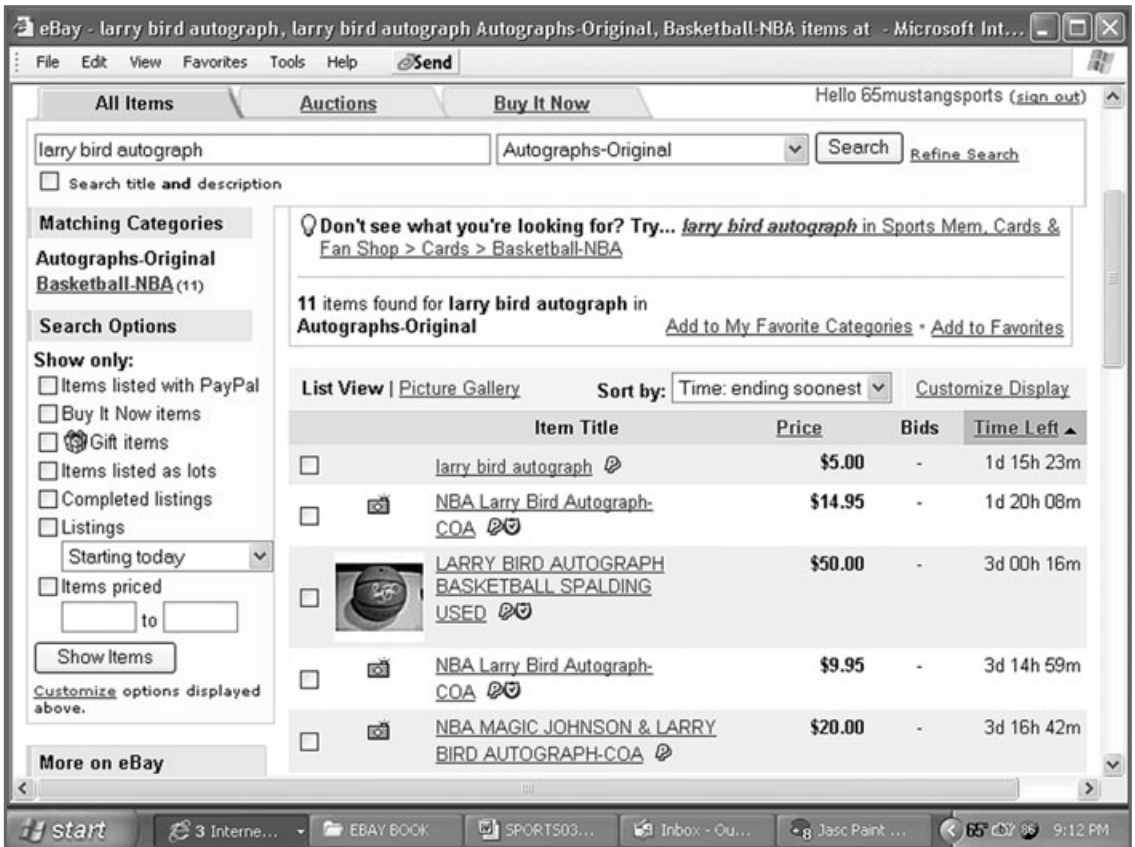 eBay - larry bird autograph, larry bird autograph Autographs-Original, Basketball-NBA items at - Microsoft Int...
File Edit View Favorites Tools Help Send
All Items Auctions Buy It Now Hello 65mustangsports (sign out)
larry bird autograph Autographs-Original Search Refine Search
Search title and description
Matching Categories
Autographs-Original
Basketball-NBA (11)
Search Options
Show only:
Items listed with PayPal
Buy It Now items
Gift items
Items listed as lots
Completed listings
Listings
Starting today
Items priced
to
Show Items
Customize options displayed
above.
More on eBay
Don't see what you're looking for? Try... larry bird autograph in Sports Mem, Cards &
Fan Shop > Cards > Basketball-NBA
11 items found for larry bird autograph in
Autographs-Original Add to My Favorite Categories • Add to Favorites
List View | Picture Gallery Sort by: Time: ending soonest Customize Display
Item Title Price Bids Time Left
larry bird autograph $5.00 - 1d 15h 23m
NBA Larry Bird Autograph- $14.95 - 1d 20h 08m
COA
LARRY BIRD AUTOGRAPH $50.00 - 3d 00h 16m
BASKETBALL SPALDING
USED
NBA Larry Bird Autograph- $9.95 - 3d 14h 59m
COA
NBA MAGIC JOHNSON & LARRY $20.00 - 3d 16h 42m
BIRD AUTOGRAPH-COA
start 3 Interne... EBAY BOOK SPORTS03... Inbox - Ou... Jasc Paint ... 65° 86 9:12 PM